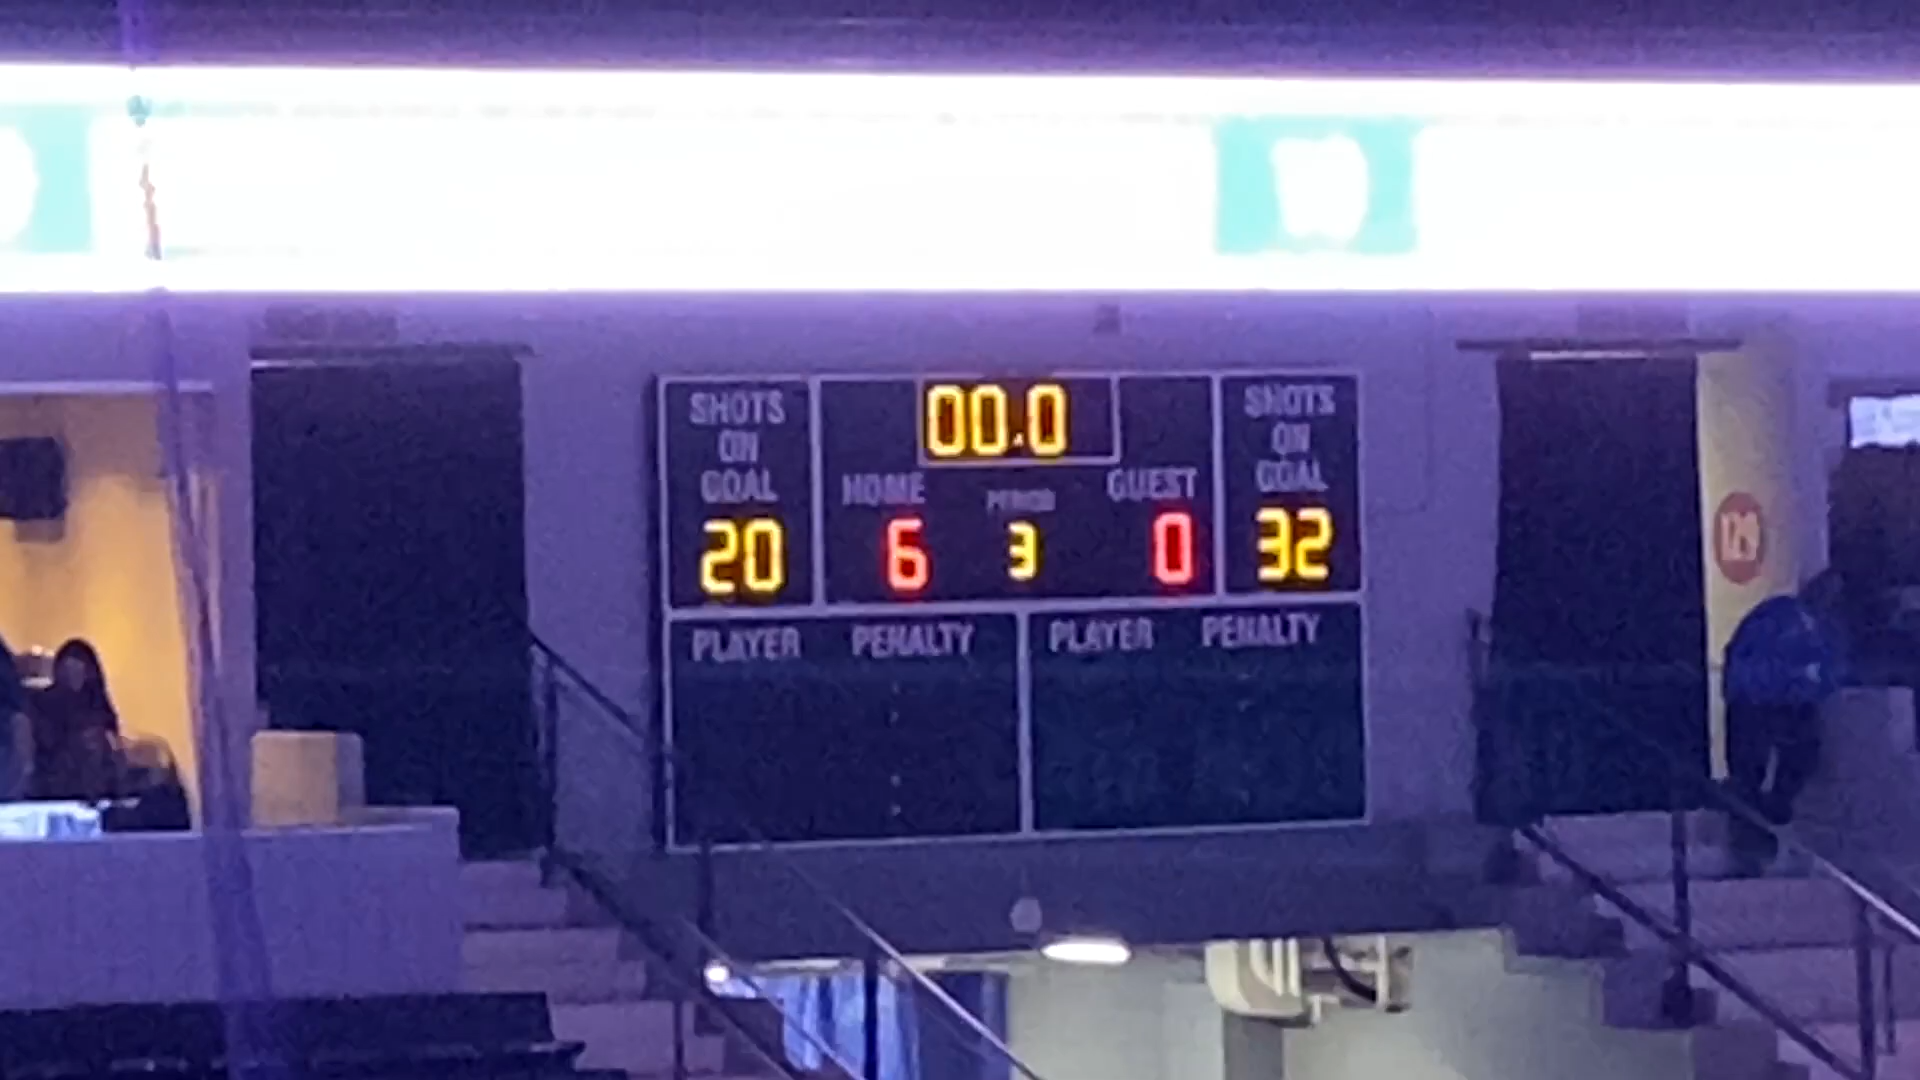 00.0
SHOTS
ON
GOAL
20
HOME
6
PERIOD
3
GUEST
0
SHOTS
ON
GOAL
32
PLAYER PENALTY
PLAYER PENALTY
129